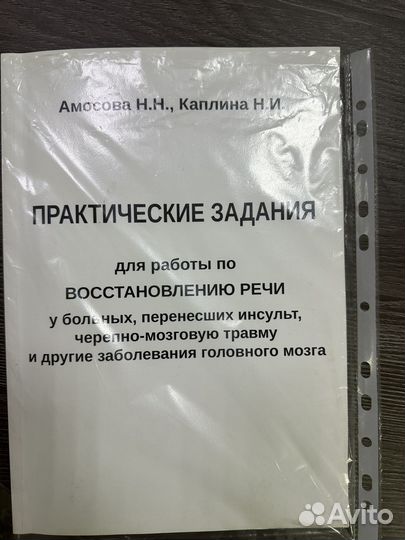 Амосова Н.Н., Каплина Н.И.
ПРАКТИЧЕСКИЕ ЗАДАНИЯ
для работы по
ВОССТАНОВЛЕНИЮ РЕЧИ
у больных, перенесших инсульт,
черепно-мозговую травму
и другие заболевания головного мозга
Avito